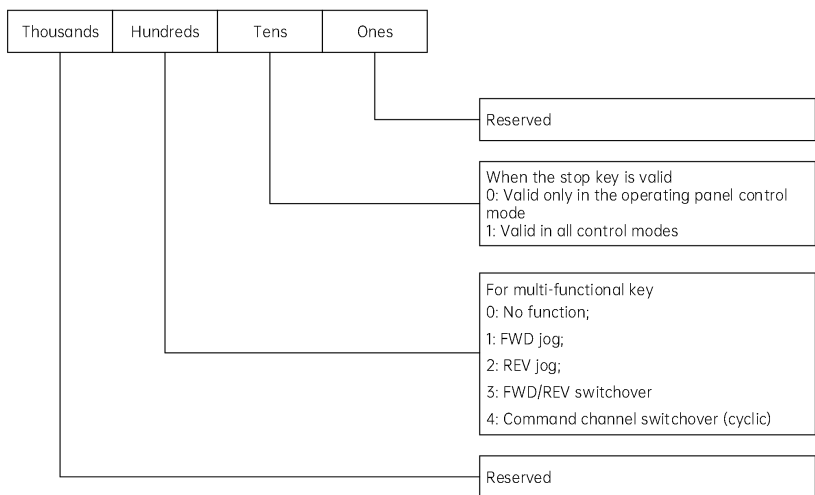 Thousands Hundreds Tens Ones
Reserved
When the stop key is valid
0: Valid only in the operating panel control
mode
1: Valid in all control modes
For multi-functional key
0: No function;
1: FWD jog;
2: REV jog;
3: FWD/REV switchover
4: Command channel switchover (cyclic)
Reserved